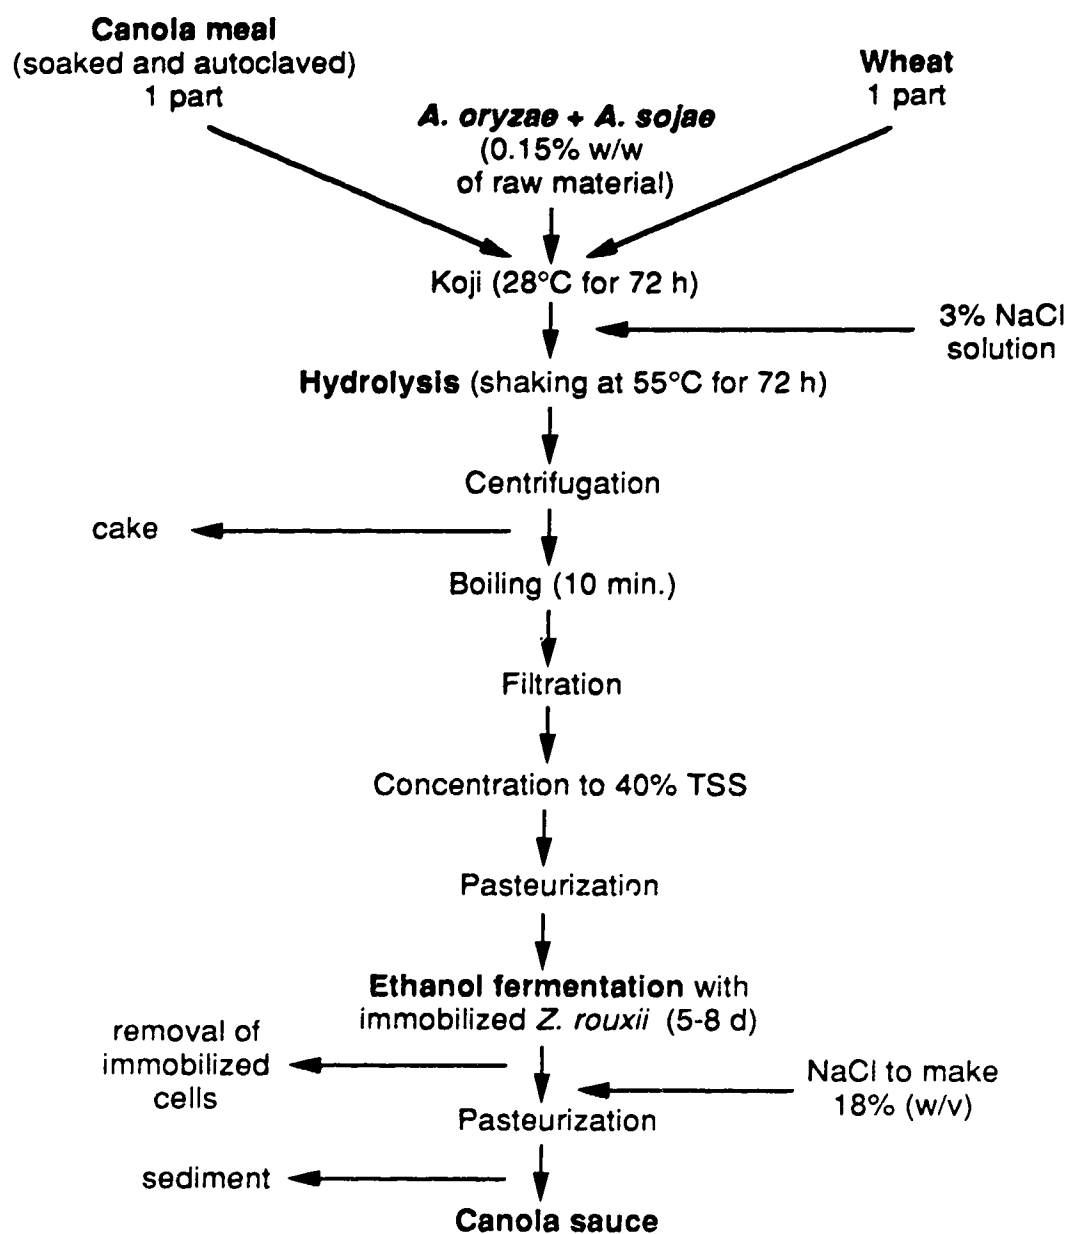 Canola meal
(soaked and autoclaved)
1 part
Wheat
1 part
A. oryzae + A. sojae
(0.15% w/w
of raw material)
Koji (28°C for 72 h)
3% NaCl
solution
Hydrolysis (shaking at 55°C for 72 h)
Centrifugation
cake
Boiling (10 min.)
Filtration
Concentration to 40% TSS
Pasteurization
Ethanol fermentation with
immobilized Z. rouxii (5-8 d)
removal of
immobilized
cells
NaCl to make
18% (w/v)
Pasteurization
sediment
Canola sauce